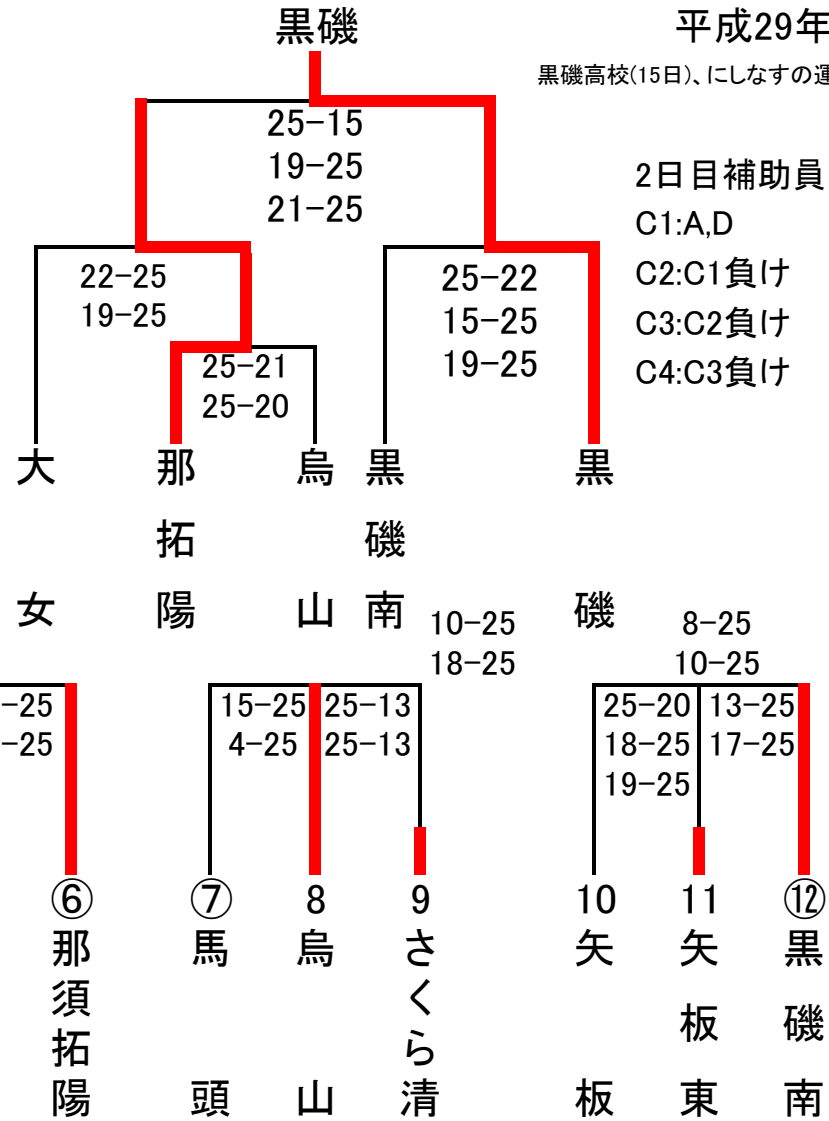 黒磯
平成29年
黒磯高校(15日)、にしなすの運
25-15
19-25
21-25
2日目補助員
C1:A,D
C2:C1負け
C3:C2負け
C4:C3負け
22-25
19-25
25-22
15-25
19-25
25-21
25-20
大女
那拓陽
烏山
黒磯南
黒磯
10-25
18-25
8-25
10-25
-25
-25
15-25
4-25
25-13
25-13
25-20
18-25
19-25
13-25
17-25
⑥
那須拓陽
⑦
馬頭
8
烏山
9
さくら清
10
矢板
11
矢板東
⑫
黒磯南